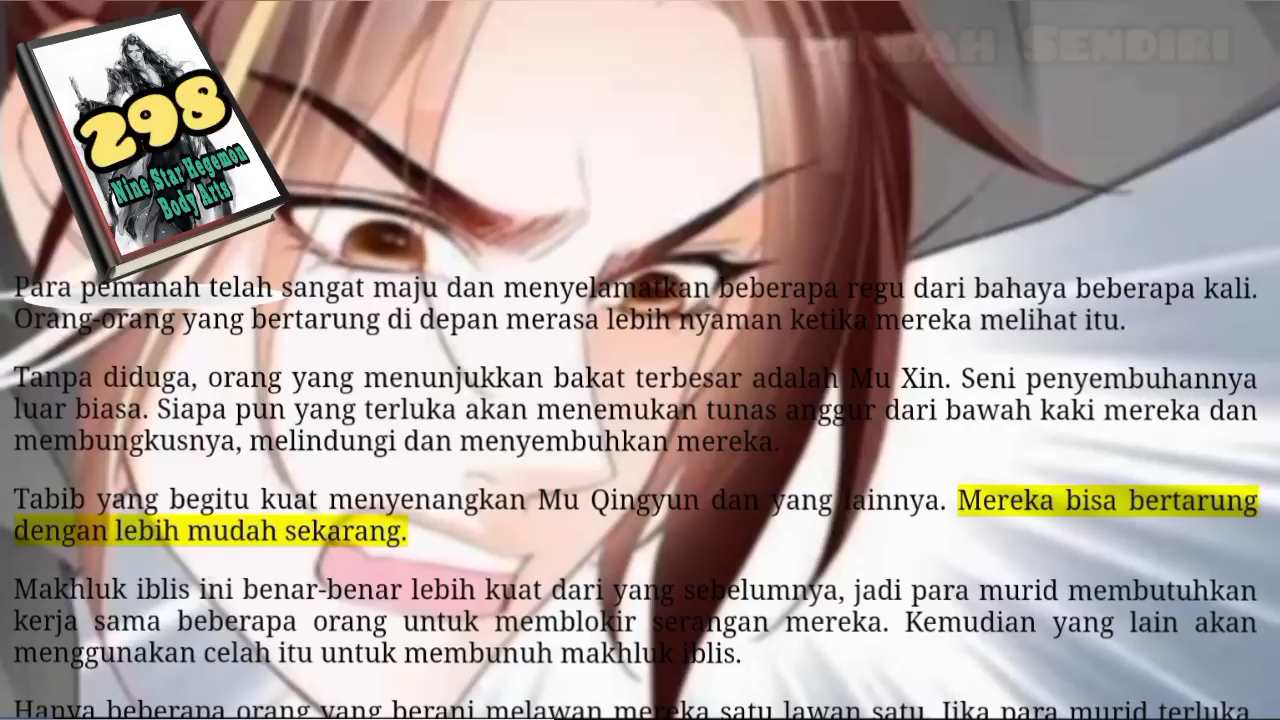 PINDAH SENDIRI
298
Nine Star Hegemon
Body Arts
Para pemanah telah sangat maju dan menyelamatkan beberapa regu dari bahaya beberapa kali.
Orang-orang yang bertarung di depan merasa lebih nyaman ketika mereka melihat itu.
Tanpa diduga, orang yang menunjukkan bakat terbesar adalah Mu Xin. Seni penyembuhannya
luar biasa. Siapa pun yang terluka akan menemukan tunas anggur dari bawah kaki mereka dan
membungkusnya, melindungi dan menyembuhkan mereka.
Tabib yang begitu kuat menyenangkan Mu Qingyun dan yang lainnya. Mereka bisa bertarung
dengan lebih mudah sekarang.
Makhluk iblis ini benar-benar lebih kuat dari yang sebelumnya, jadi para murid membutuhkan
kerja sama beberapa orang untuk memblokir serangan mereka. Kemudian yang lain akan
menggunakan celah itu untuk membunuh makhluk iblis.
Hanya beberapa orang yang berani melawan mereka satu lawan satu. Jika para murid terluka,